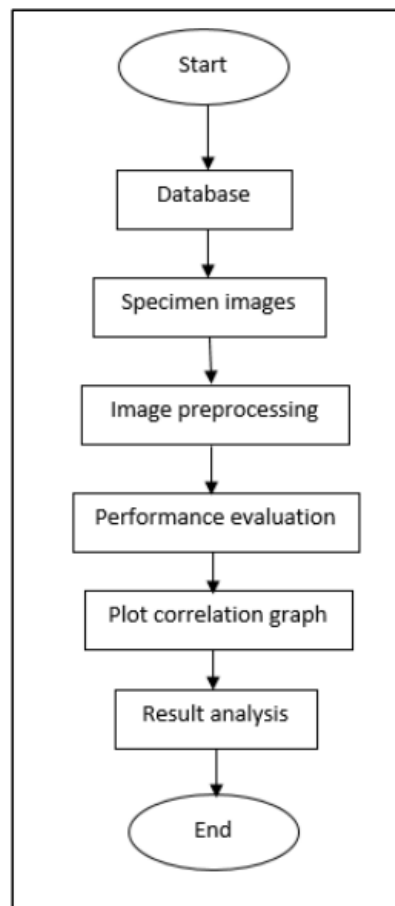 Start
Database
Specimen images
Image preprocessing
Performance evaluation
Plot correlation graph
Result analysis
End